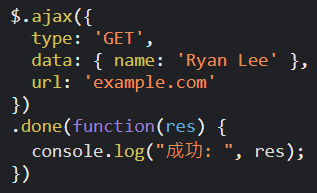 $.ajax({
  type: 'GET',
  data: { name: 'Ryan Lee' },
  url: 'example.com'
})
.done(function(res) {
  console.log("成功: ", res);
})